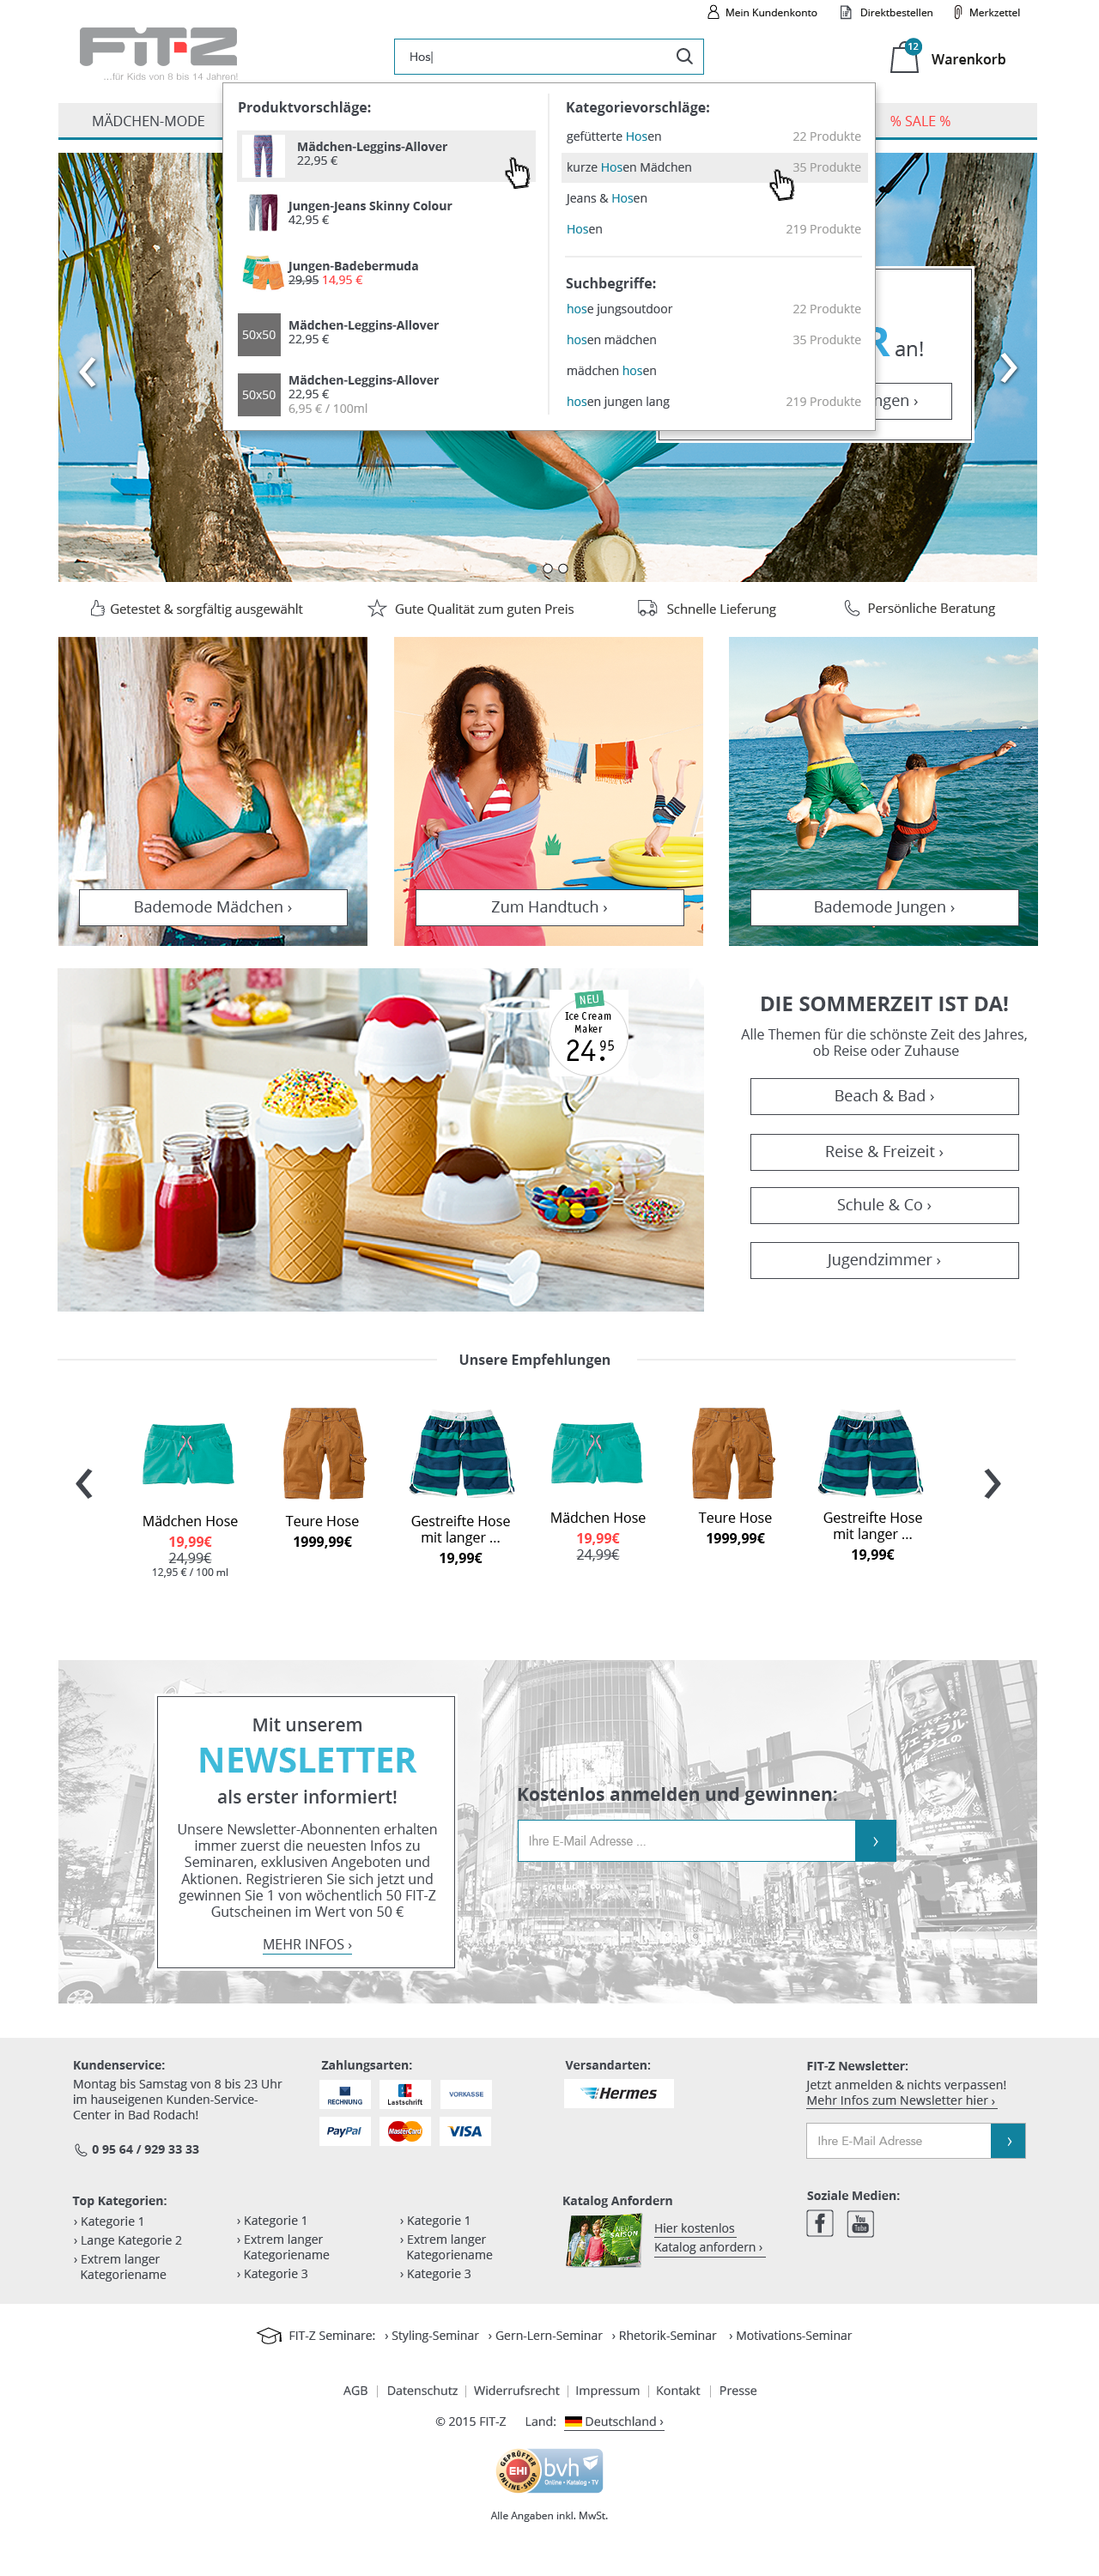 Mein Kundenkonto
Direktbestellen
Merkzettel
FiT-Z
...für Kids von 8 bis 14 Jahren!
Hos
12
Warenkorb
MÄDCHEN-MODE
% SALE %
Produktvorschläge:
Mädchen-Leggins-Allover
22,95 €
Jungen-Jeans Skinny Colour
42,95 €
Jungen-Badebermuda
29,95 14,95 €
50x50
Mädchen-Leggins-Allover
22,95 €
50x50
Mädchen-Leggins-Allover
22,95 €
6,95 € / 100ml
Kategorievorschläge:
gefütterte Hosen 22 Produkte
kurze Hosen Mädchen 35 Produkte
Jeans & Hosen
Hosen 219 Produkte
Suchbegriffe:
hose jungsoutdoor 22 Produkte
hosen mädchen 35 Produkte
mädchen hosen
hosen jungen lang 219 Produkte
R an!
ngen ›
Getestet & sorgfältig ausgewählt
Gute Qualität zum guten Preis
Schnelle Lieferung
Persönliche Beratung
Bademode Mädchen ›
Zum Handtuch ›
Bademode Jungen ›
NEU
Ice Cream
Maker
24.95
DIE SOMMERZEIT IST DA!
Alle Themen für die schönste Zeit des Jahres,
ob Reise oder Zuhause
Beach & Bad ›
Reise & Freizeit ›
Schule & Co ›
Jugendzimmer ›
Unsere Empfehlungen
Mädchen Hose
19,99€
24,99€
12,95 € / 100 ml
Teure Hose
1999,99€
Gestreifte Hose
mit langer ...
19,99€
Mädchen Hose
19,99€
24,99€
Teure Hose
1999,99€
Gestreifte Hose
mit langer ...
19,99€
Mit unserem
NEWSLETTER
als erster informiert!
Unsere Newsletter-Abonnenten erhalten
immer zuerst die neuesten Infos zu
Seminaren, exklusiven Angeboten und
Aktionen. Registrieren Sie sich jetzt und
gewinnen Sie 1 von wöchentlich 50 FIT-Z
Gutscheinen im Wert von 50 €
MEHR INFOS ›
Kostenlos anmelden und gewinnen:
Ihre E-Mail Adresse ...
›
Kundenservice:
Montag bis Samstag von 8 bis 23 Uhr
im hauseigenen Kunden-Service-
Center in Bad Rodach!
0 95 64 / 929 33 33
Zahlungsarten:
RECHNUNG
Lastschrift
VORKASSE
PayPal
MasterCard
VISA
Versandarten:
Hermes
FIT-Z Newsletter:
Jetzt anmelden & nichts verpassen!
Mehr Infos zum Newsletter hier ›
Ihre E-Mail Adresse
›
Top Kategorien:
› Kategorie 1
› Lange Kategorie 2
› Extrem langer
Kategoriename
› Kategorie 1
› Extrem langer
Kategoriename
› Kategorie 3
› Kategorie 1
› Extrem langer
Kategoriename
› Kategorie 3
Katalog Anfordern
NEUE
SAISON
Hier kostenlos
Katalog anfordern ›
Soziale Medien:
f
You
Tube
FIT-Z Seminare: › Styling-Seminar › Gern-Lern-Seminar › Rhetorik-Seminar › Motivations-Seminar
AGB | Datenschutz | Widerrufsrecht | Impressum | Kontakt | Presse
© 2015 FIT-Z Land: Deutschland ›
GEPRÜFTER
EHI
ONLINE-SHOP
bvh
Online • Katalog • TV
Alle Angaben inkl. MwSt.